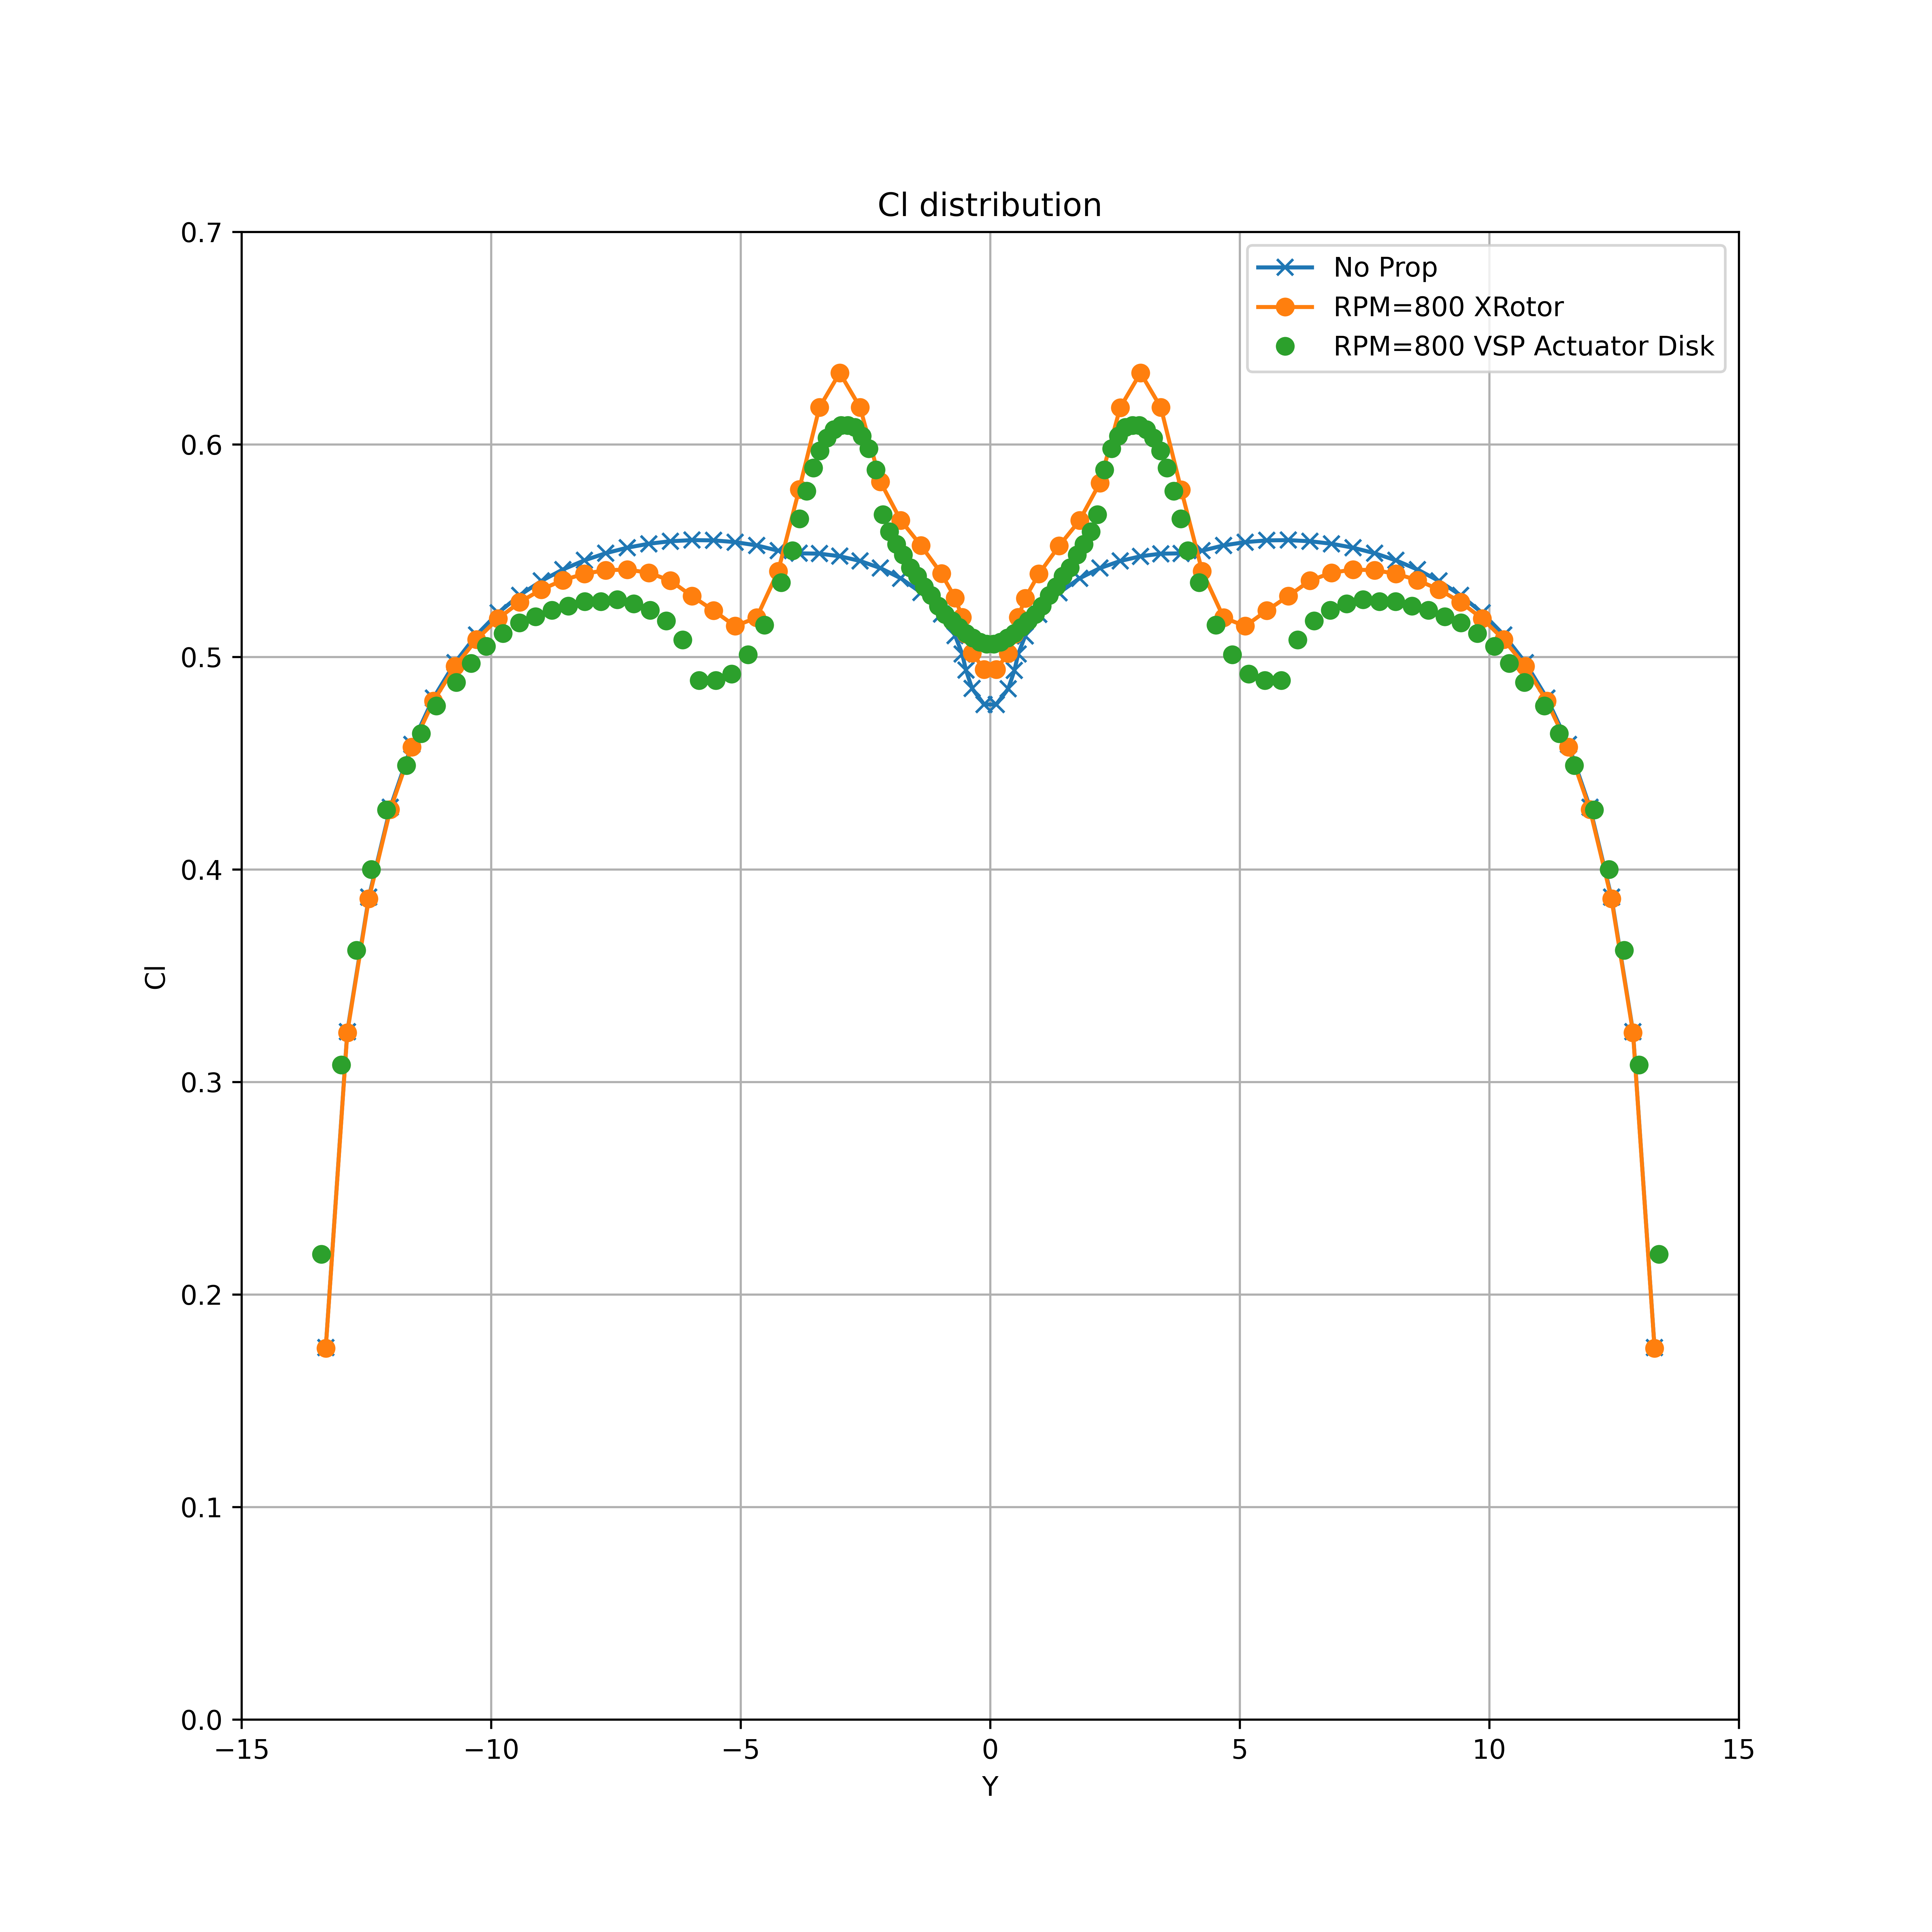 Cl distribution
0.7
0.6
0.5
0.4
0.3
0.2
0.1
0.0
Cl
No Prop
RPM=800 XRotor
RPM=800 VSP Actuator Disk
−15 −10 −5 0 5 10 15
Y